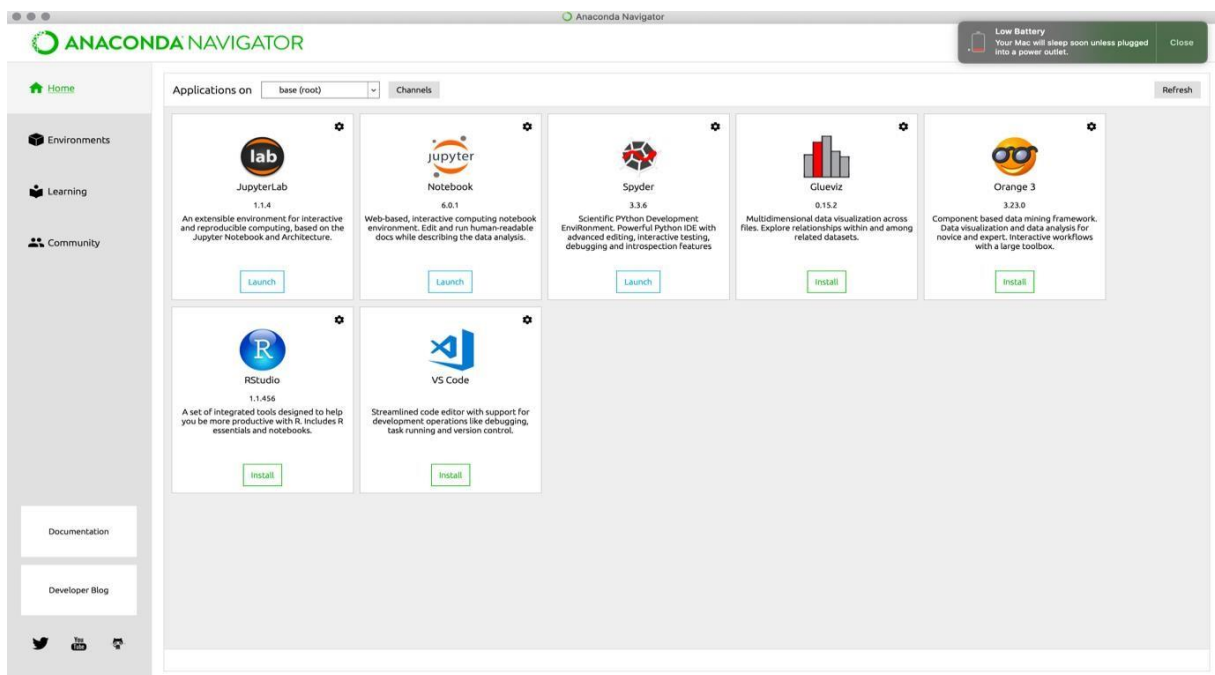 Anaconda Navigator
ANACONDA NAVIGATOR
Low Battery
Your Mac will sleep soon unless plugged
into a power outlet.
Close
Home
Environments
Learning
Community
Documentation
Developer Blog
You
Tube
Applications on
base (root)
Channels
Refresh
lab
JupyterLab
1.1.4
An extensible environment for interactive
and reproducible computing, based on the
Jupyter Notebook and Architecture.
Launch
jupyter
Notebook
6.0.1
Web-based, interactive computing notebook
environment. Edit and run human-readable
docs while describing the data analysis.
Launch
Spyder
3.3.6
Scientific PYthon Development
EnviRonment. Powerful Python IDE with
advanced editing, interactive testing,
debugging and introspection features
Launch
Glueviz
0.15.2
Multidimensional data visualization across
files. Explore relationships within and among
related datasets.
Install
Orange 3
3.23.0
Component based data mining framework.
Data visualization and data analysis for
novice and expert. Interactive workflows
with a large toolbox.
Install
R
RStudio
1.1.456
A set of integrated tools designed to help
you be more productive with R. Includes R
essentials and notebooks.
Install
VS Code
Streamlined code editor with support for
development operations like debugging,
task running and version control.
Install